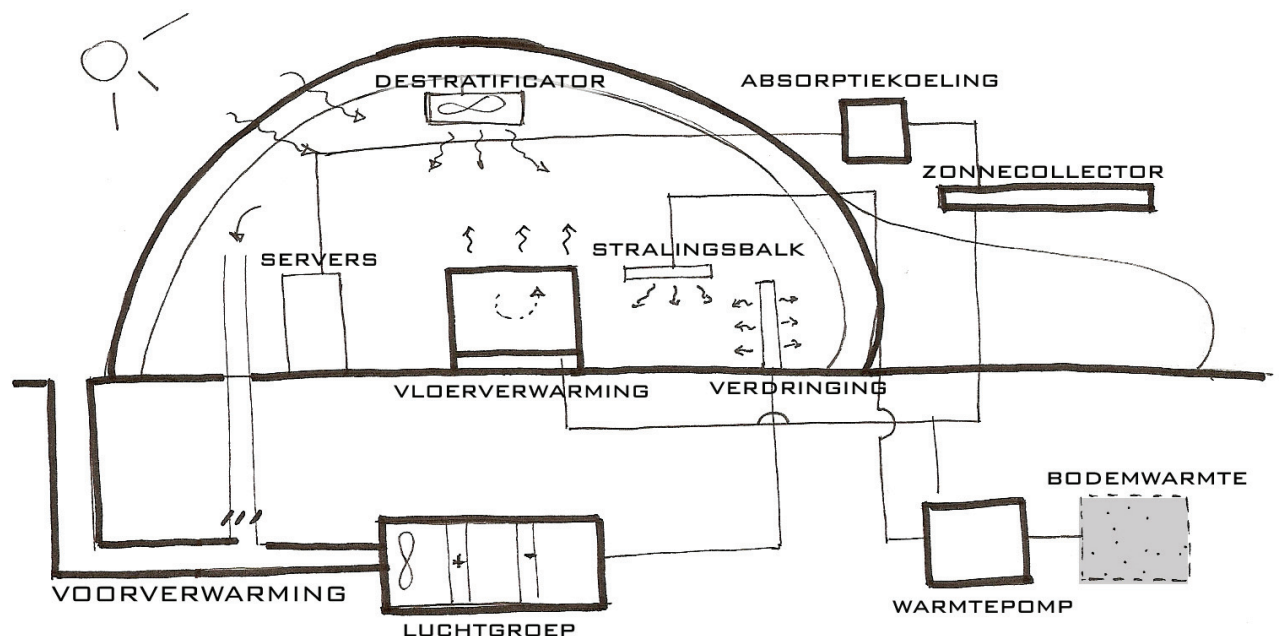 DESTRATIFICATOR
ABSORPTIEKOELING
ZONNECOLLECTOR
SERVERS
STRALINGSBALK
VLOERVERWARMING
VERDRINGING
BODEMWARMTE
VOORVERWARMING
WARMTEPOMP
LUCHTGROEP